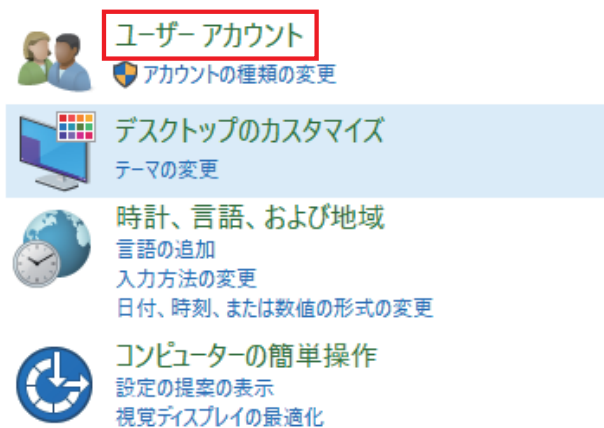 ユーザー アカウント
アカウントの種類の変更
デスクトップのカスタマイズ
テーマの変更
時計、言語、および地域
言語の追加
入力方法の変更
日付、時刻、または数値の形式の変更
コンピューターの簡単操作
設定の提案の表示
視覚ディスプレイの最適化